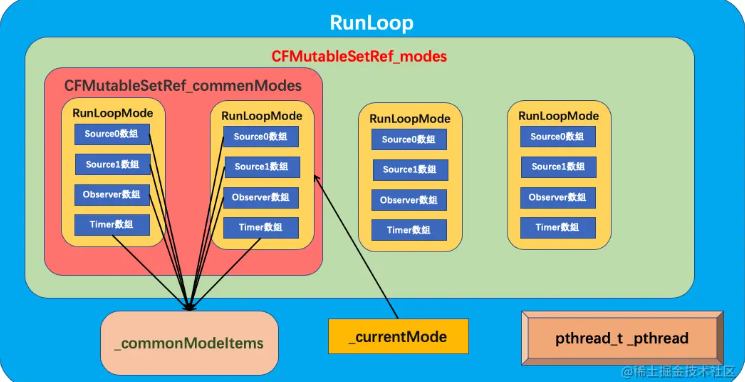 RunLoop
CFMutableSetRef_modes
CFMutableSetRef_commenModes
RunLoopMode
Source0数组
Source1数组
Observer数组
Timer数组
RunLoopMode
Source0数组
Source1数组
Observer数组
Timer数组
RunLoopMode
Source0数组
Source1数组
Observer数组
Timer数组
RunLoopMode
Source0数组
Source1数组
Observer数组
Timer数组
_commonModeItems
_currentMode
pthread_t _pthread
@稀土掘金技术社区